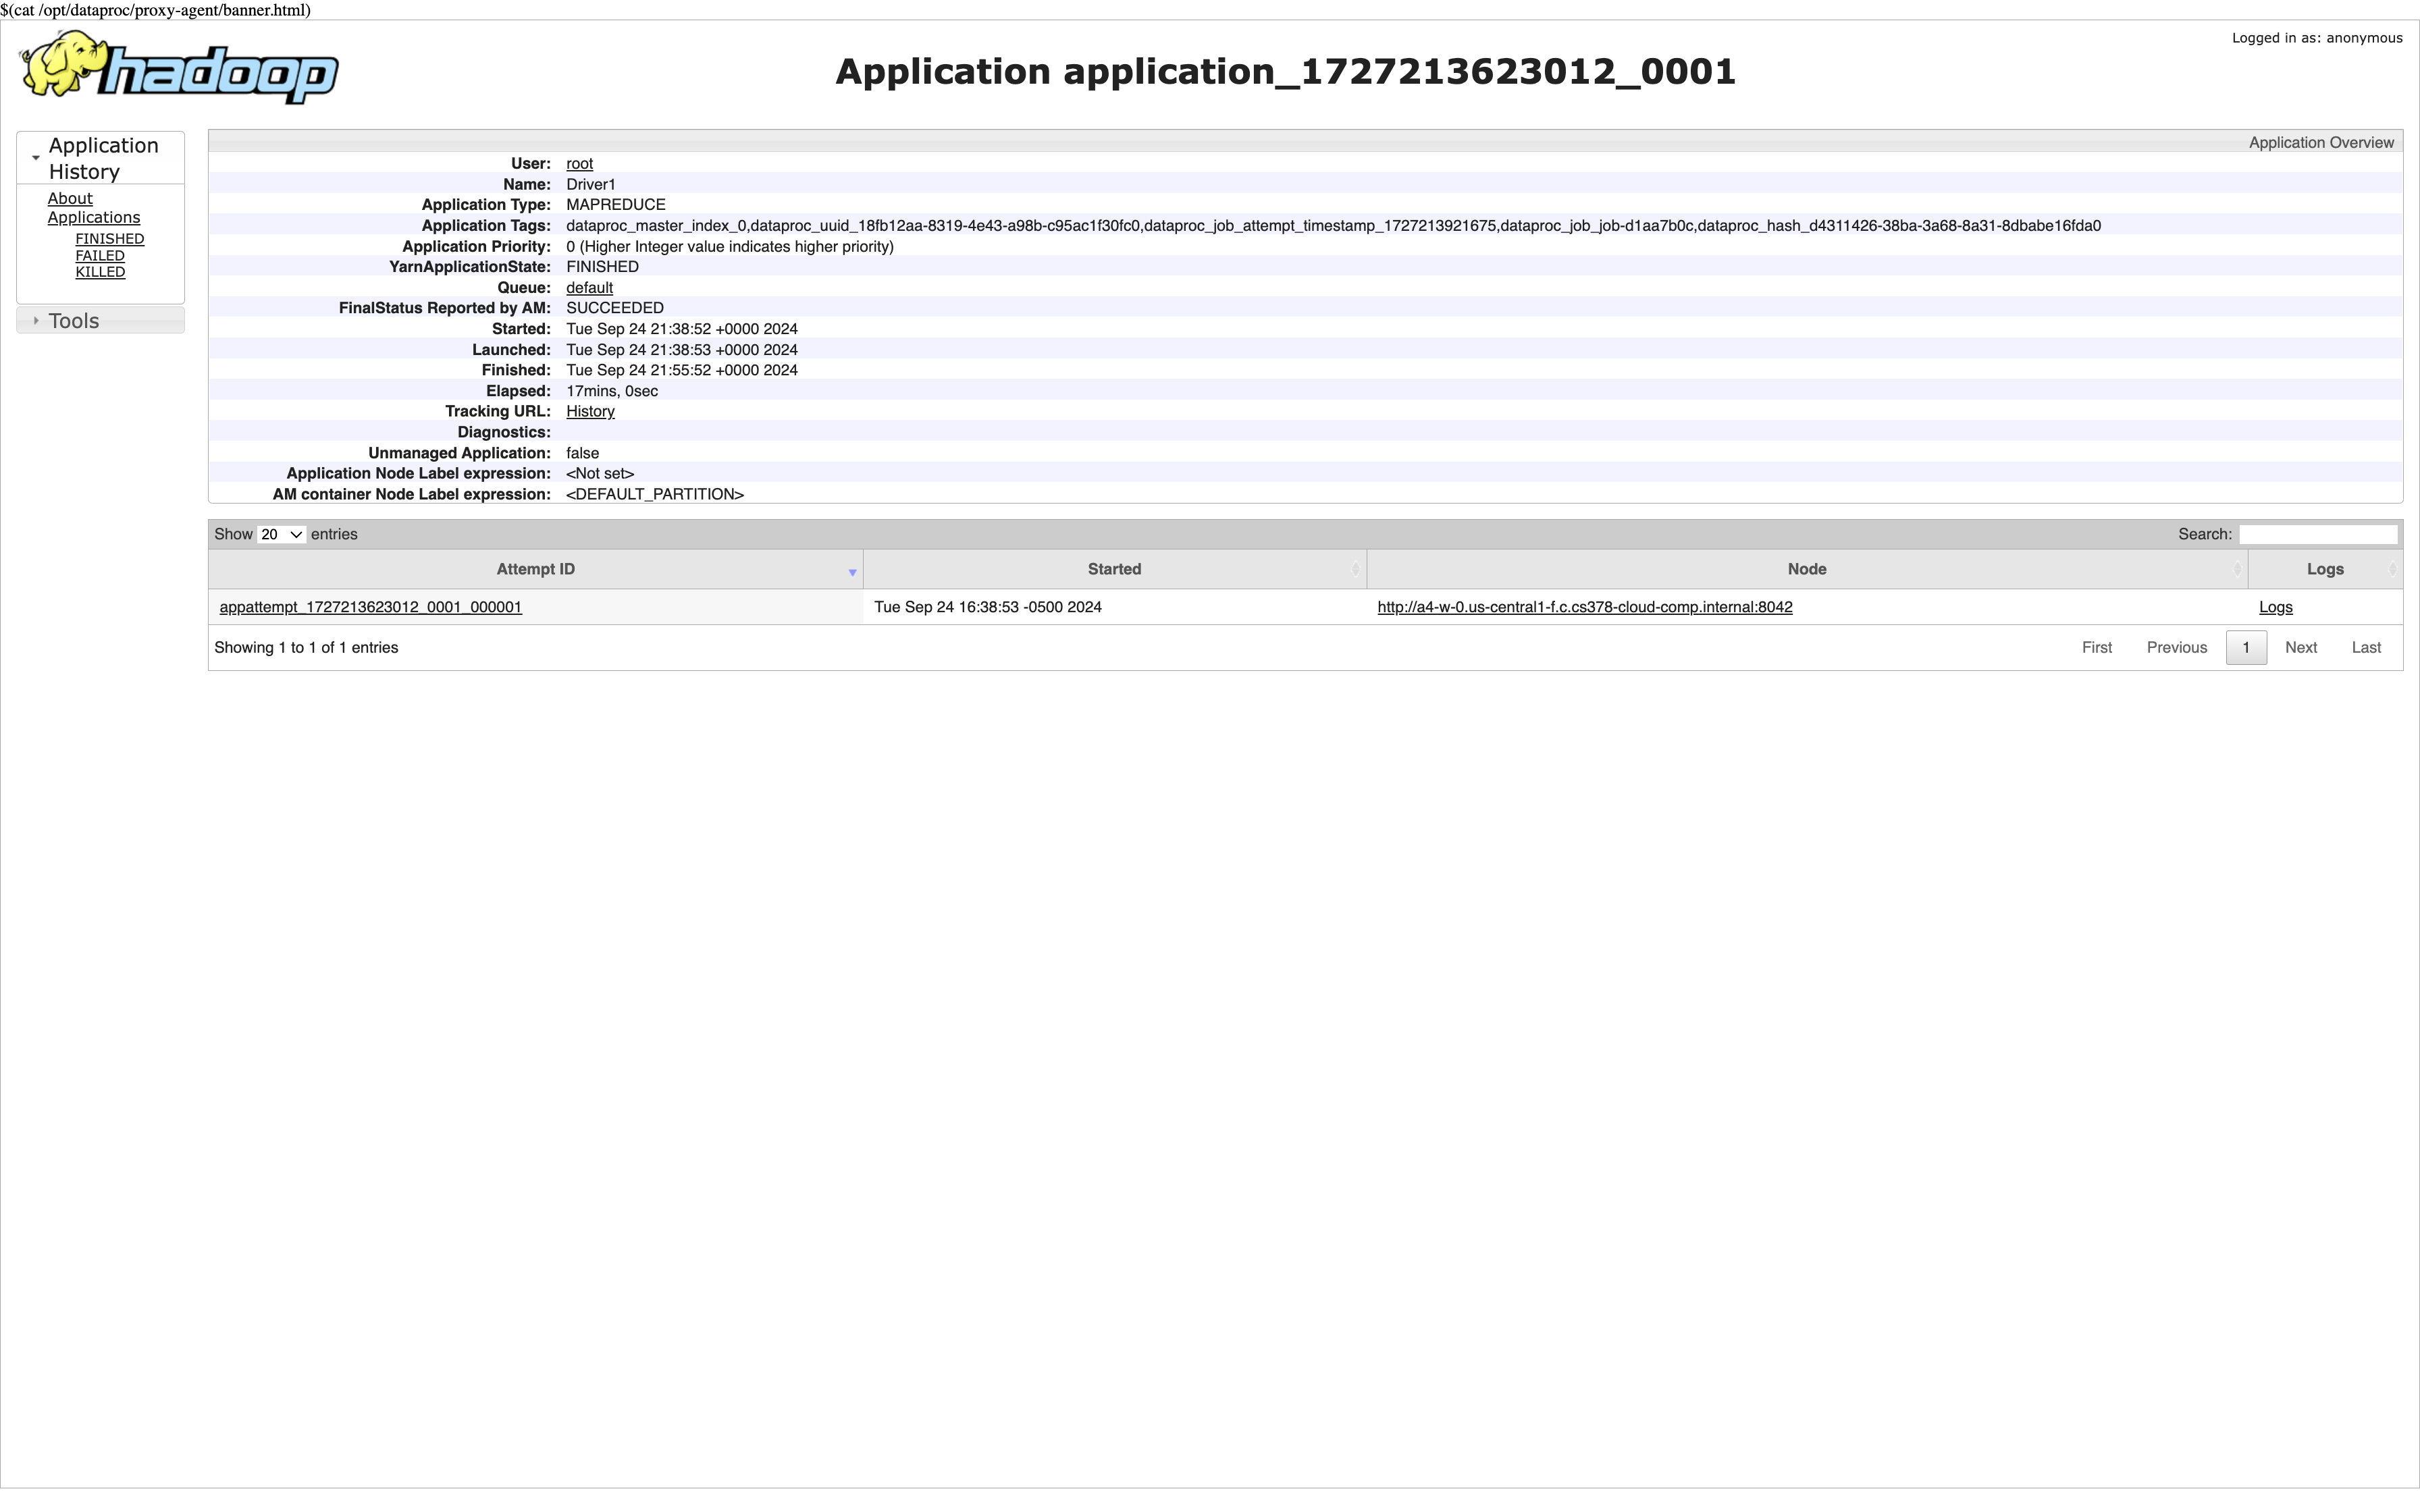 $(cat /opt/dataproc/proxy-agent/banner.html)
hadoop
Logged in as: anonymous
Application application_1727213623012_0001
Application
History
About
Applications
FINISHED
FAILED
KILLED
Tools
Application Overview
User: root
Name: Driver1
Application Type: MAPREDUCE
Application Tags: dataproc_master_index_0,dataproc_uuid_18fb12aa-8319-4e43-a98b-c95ac1f30fc0,dataproc_job_attempt_timestamp_1727213921675,dataproc_job_job-d1aa7b0c,dataproc_hash_d4311426-38ba-3a68-8a31-8dbabe16fda0
Application Priority: 0 (Higher Integer value indicates higher priority)
YarnApplicationState: FINISHED
Queue: default
FinalStatus Reported by AM: SUCCEEDED
Started: Tue Sep 24 21:38:52 +0000 2024
Launched: Tue Sep 24 21:38:53 +0000 2024
Finished: Tue Sep 24 21:55:52 +0000 2024
Elapsed: 17mins, 0sec
Tracking URL: History
Diagnostics:
Unmanaged Application: false
Application Node Label expression: <Not set>
AM container Node Label expression: <DEFAULT_PARTITION>
Show 20 entries Search:
Attempt ID Started Node Logs
appattempt_1727213623012_0001_000001 Tue Sep 24 16:38:53 -0500 2024 http://a4-w-0.us-central1-f.c.cs378-cloud-comp.internal:8042 Logs
Showing 1 to 1 of 1 entries First Previous 1 Next Last